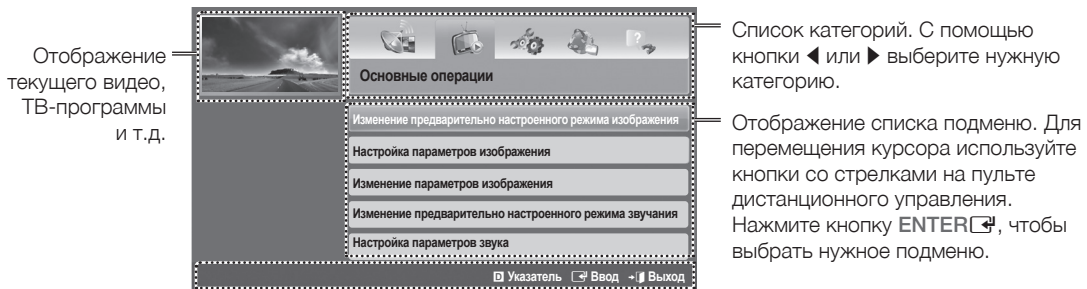 Отображение
текущего видео,
ТВ-программы
и т.д.
Основные операции
Изменение предварительно настроенного режима изображения
Настройка параметров изображения
Изменение параметров изображения
Изменение предварительно настроенного режима звучания
Настройка параметров звука
D Указатель Ввод Выход
Список категорий. С помощью
кнопки ◀ или ▶ выберите нужную
категорию.
Отображение списка подменю. Для
перемещения курсора используйте
кнопки со стрелками на пульте
дистанционного управления.
Нажмите кнопку ENTER, чтобы
выбрать нужное подменю.